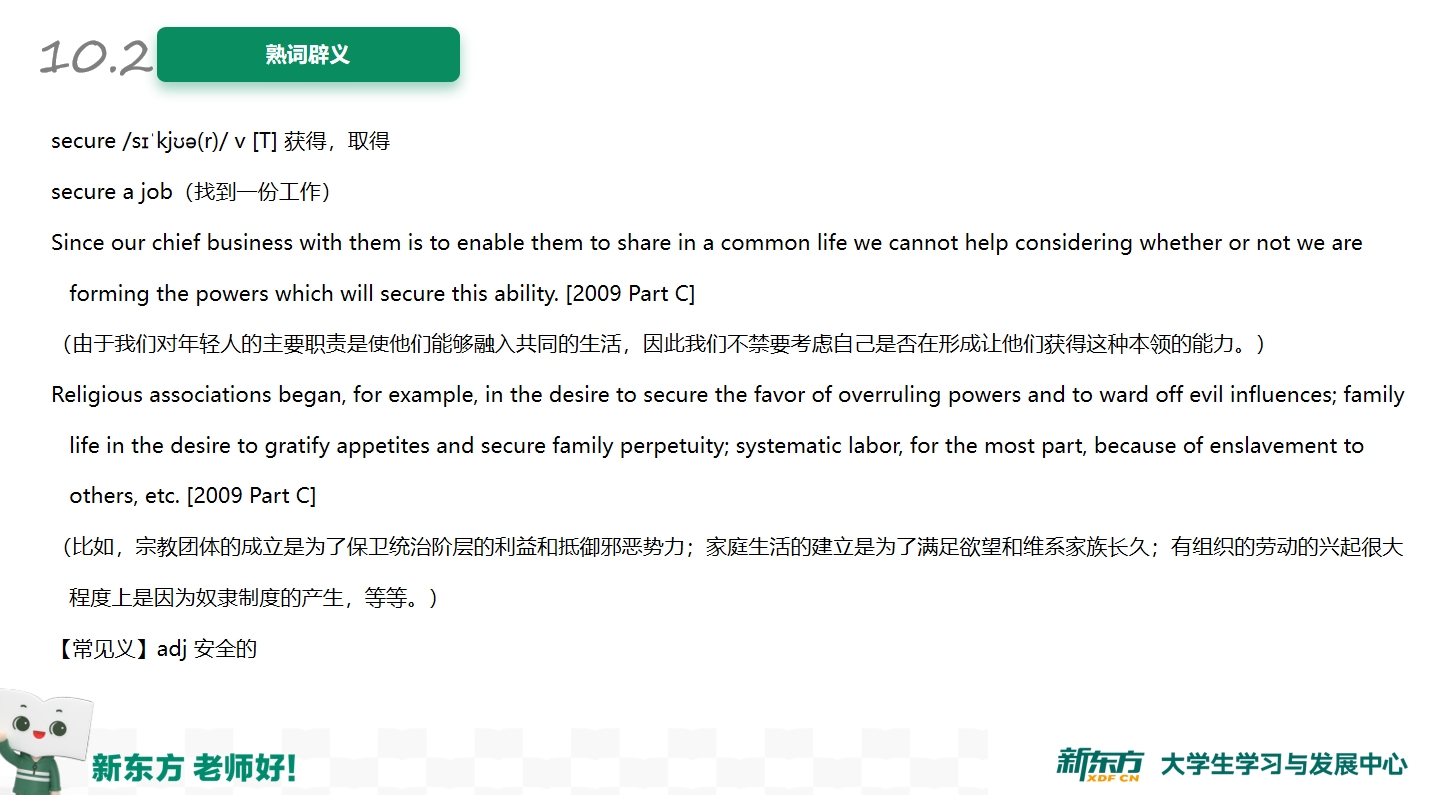 10.2 熟词辟义
secure /sɪˈkjʊə(r)/ v [T] 获得，取得
secure a job（找到一份工作）
Since our chief business with them is to enable them to share in a common life we cannot help considering whether or not we are
forming the powers which will secure this ability. [2009 Part C]
（由于我们对年轻人的主要职责是使他们能够融入共同的生活，因此我们不禁要考虑自己是否在形成让他们获得这种本领的能力。）
Religious associations began, for example, in the desire to secure the favor of overruling powers and to ward off evil influences; family
life in the desire to gratify appetites and secure family perpetuity; systematic labor, for the most part, because of enslavement to
others, etc. [2009 Part C]
（比如，宗教团体的成立是为了保卫统治阶层的利益和抵御邪恶势力；家庭生活的建立是为了满足欲望和维系家族长久；有组织的劳动的兴起很大
程度上是因为奴隶制度的产生，等等。）
【常见义】adj 安全的
新东方 老师好!
新东方 XDF.CN 大学生学习与发展中心